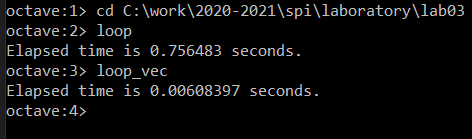 octave:1> cd C:\work\2020-2021\spi\laboratory\lab03
octave:2> loop
Elapsed time is 0.756483 seconds.
octave:3> loop_vec
Elapsed time is 0.00608397 seconds.
octave:4>